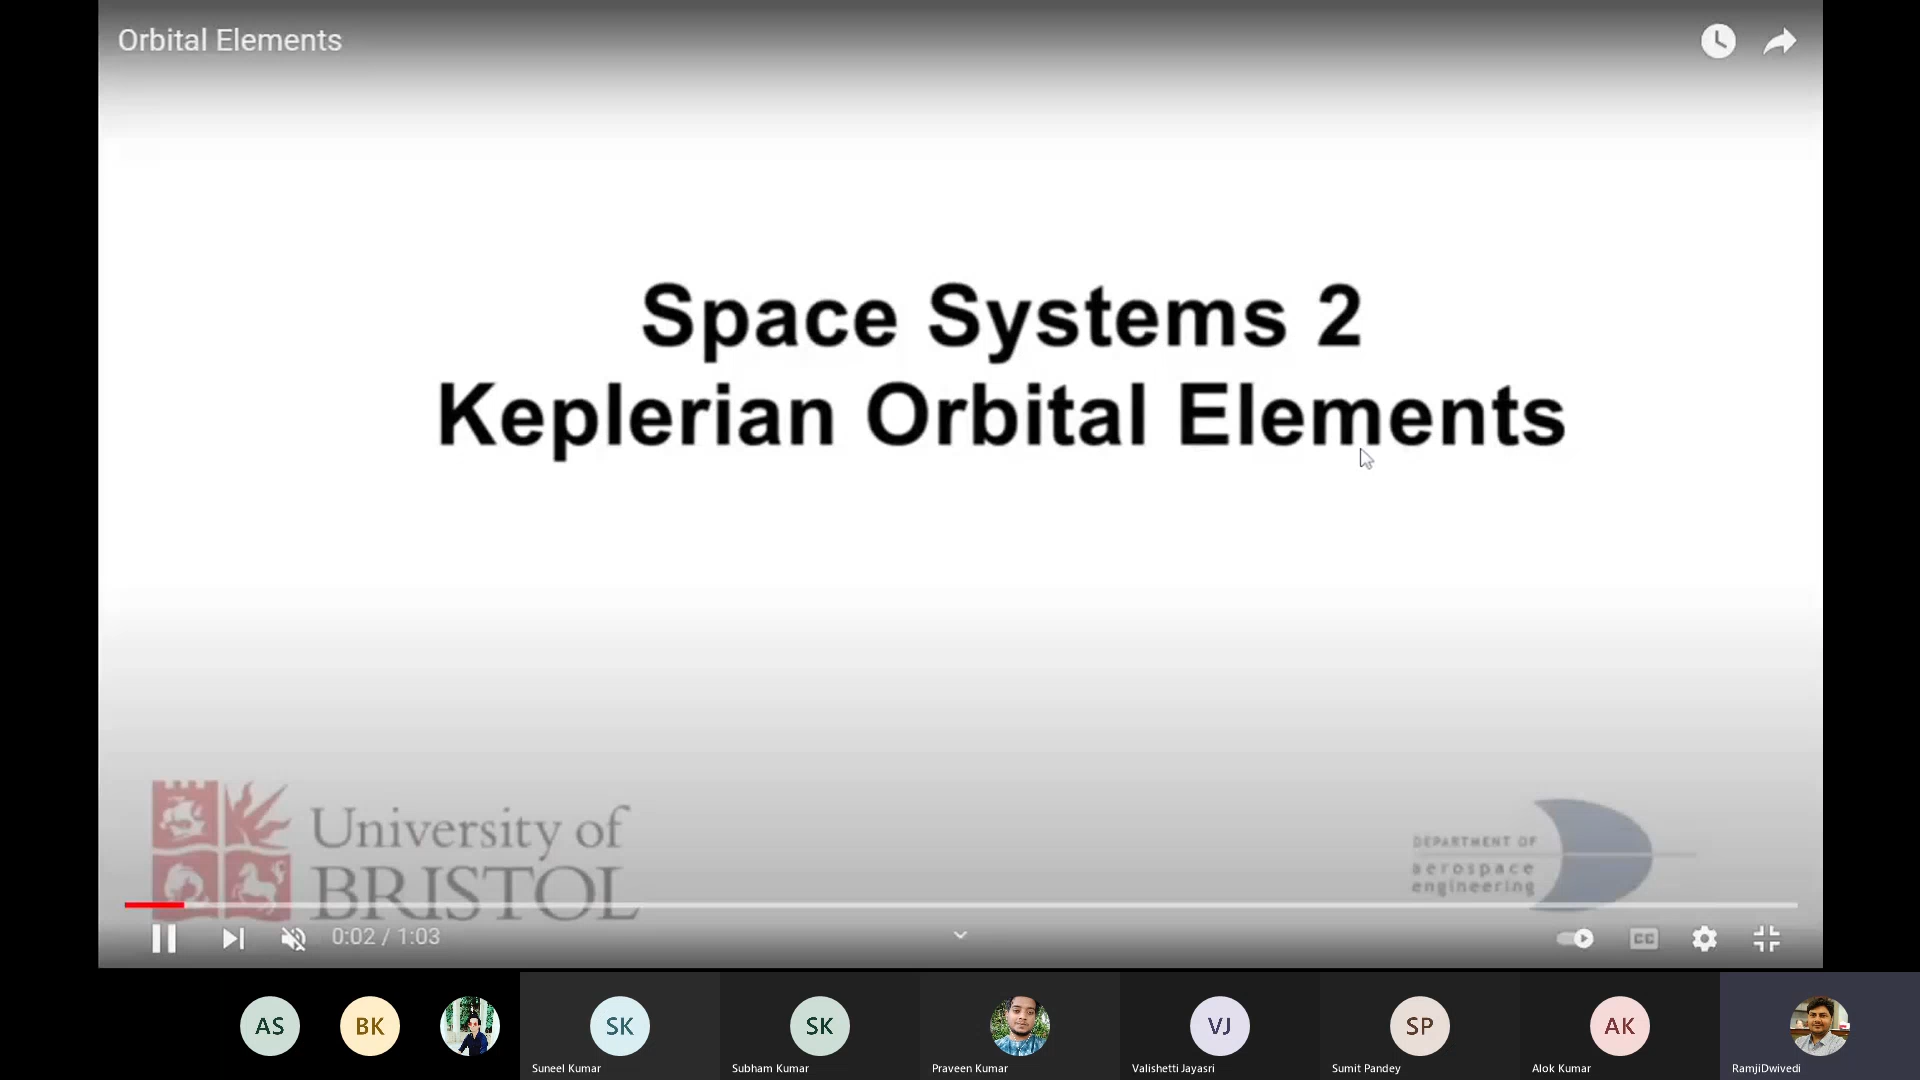 Orbital Elements
Space Systems 2
Keplerian Orbital Elements
University of
BRISTOL
DEPARTMENT OF
aerospace
engineering
0:02 / 1:03
CC
AS
BK
SK
SK
VJ
SP
AK
Suneel Kumar
Subham Kumar
Praveen Kumar
Valishetti Jayasri
Sumit Pandey
Alok Kumar
RamjiDwivedi